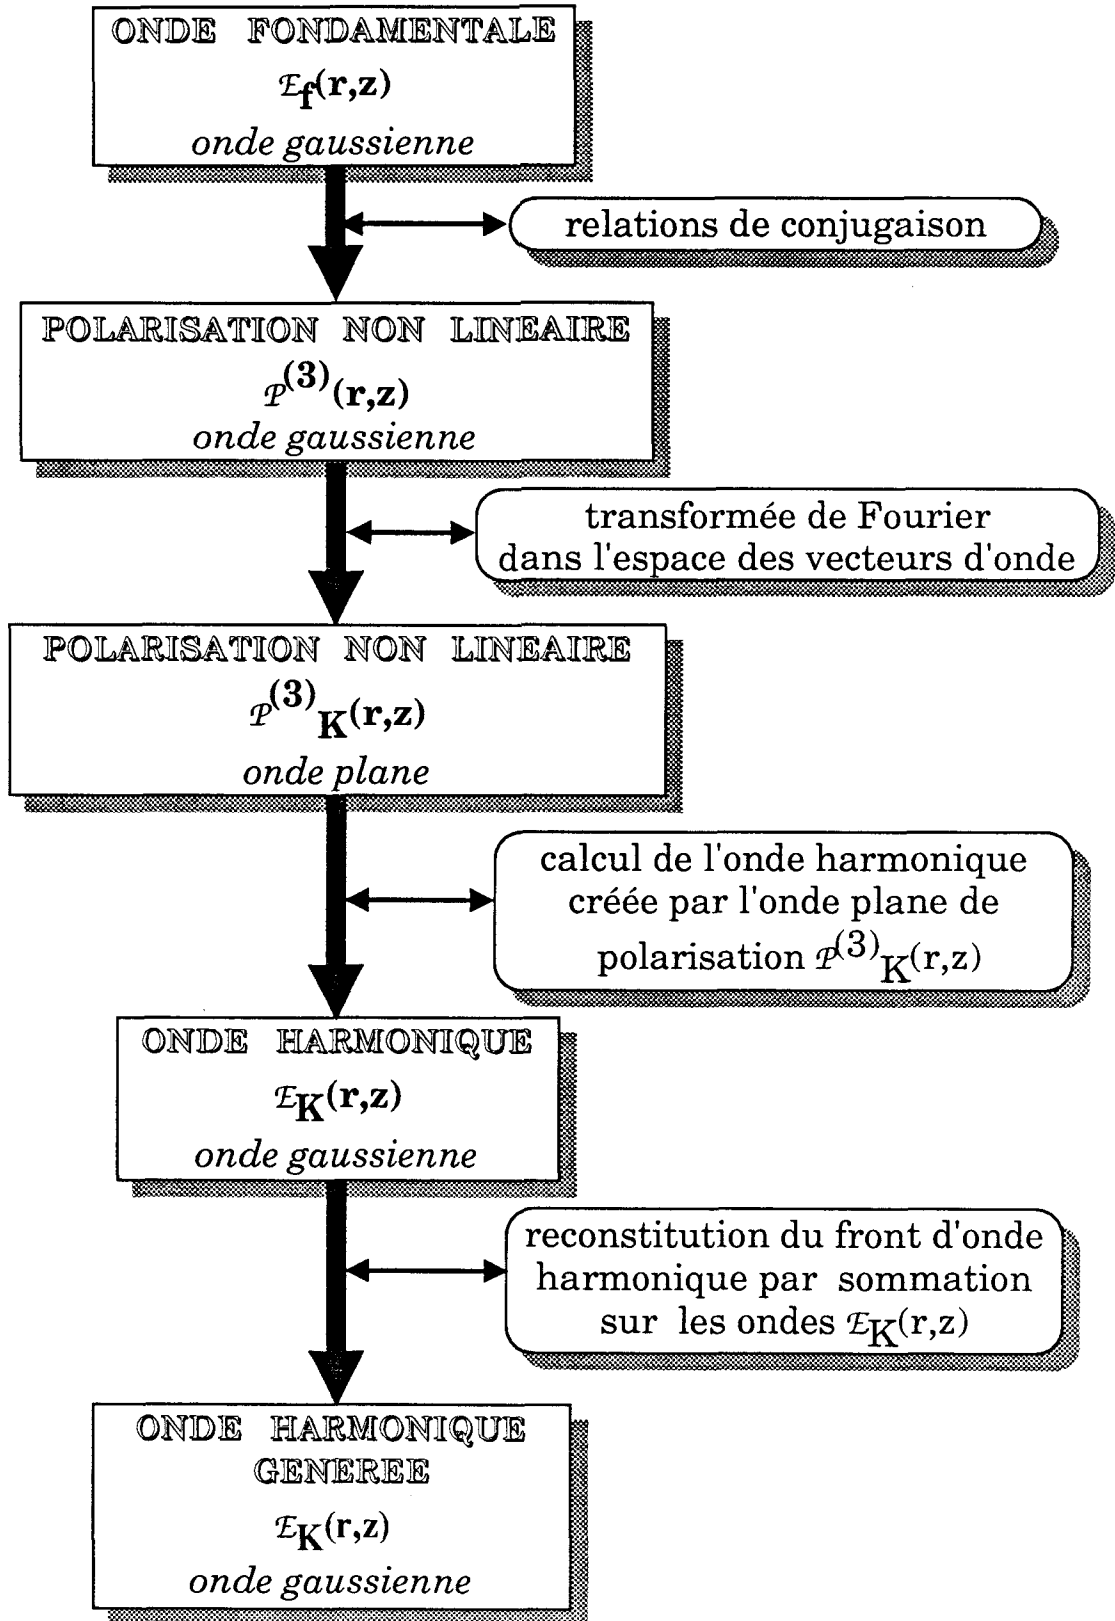 ONDE FONDAMENTALE
ℰf(r,z)
onde gaussienne
relations de conjugaison
POLARISATION NON LINEAIRE
𝒫(3)(r,z)
onde gaussienne
transformée de Fourier
dans l'espace des vecteurs d'onde
POLARISATION NON LINEAIRE
𝒫(3)K(r,z)
onde plane
calcul de l'onde harmonique
créée par l'onde plane de
polarisation 𝒫(3)K(r,z)
ONDE HARMONIQUE
ℰK(r,z)
onde gaussienne
reconstitution du front d'onde
harmonique par sommation
sur les ondes ℰK(r,z)
ONDE HARMONIQUE
GENEREE
ℰK(r,z)
onde gaussienne